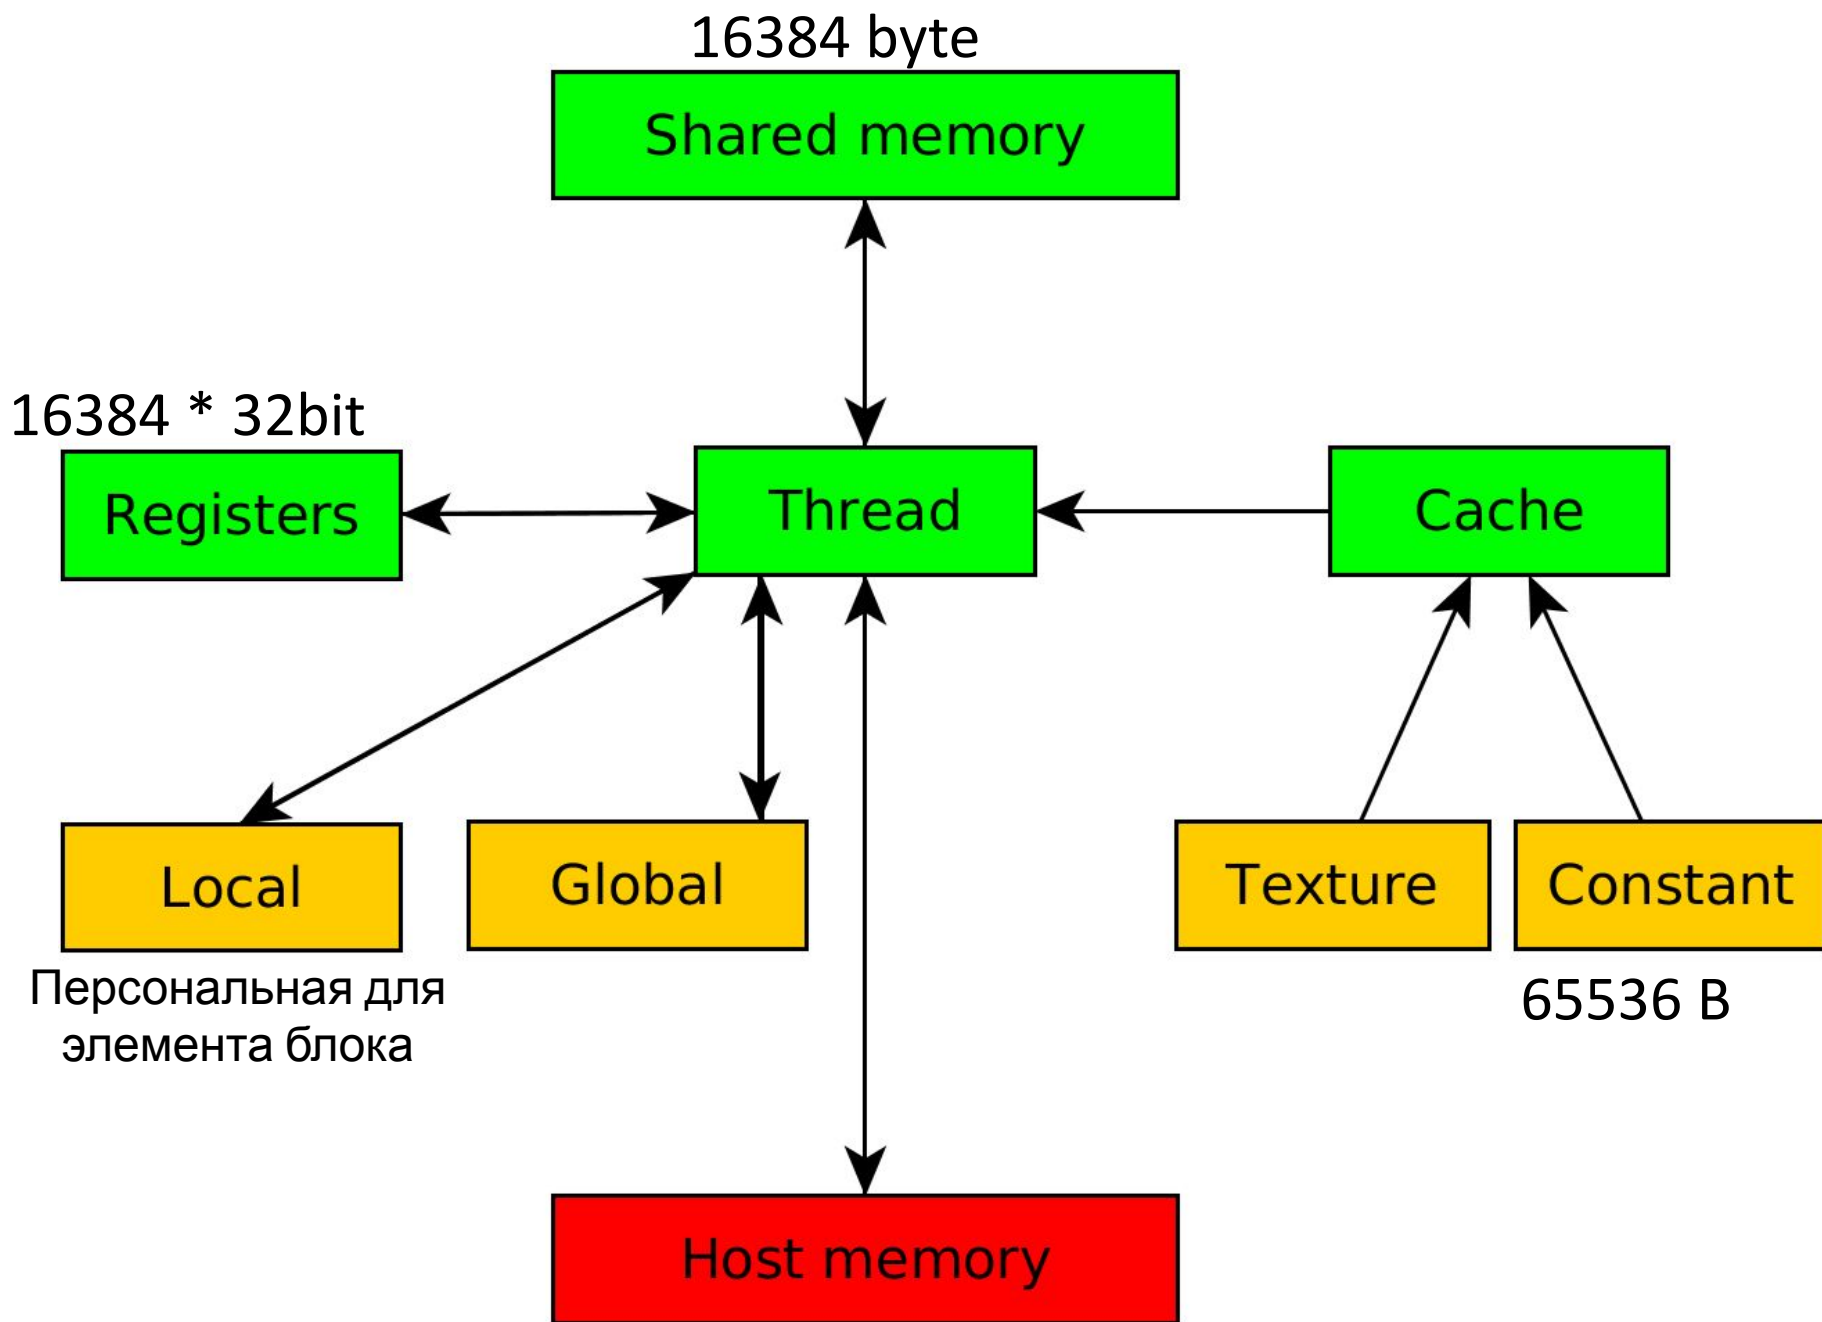 16384 byte
Shared memory
16384 * 32bit
Registers
Thread
Cache
Local
Global
Texture
Constant
Персональная для
элемента блока
65536 B
Host memory